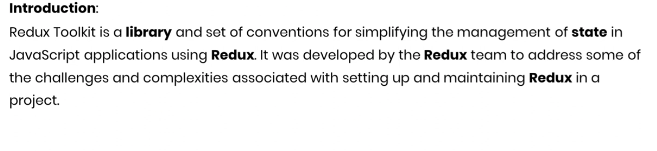 Introduction:
Redux Toolkit is a library and set of conventions for simplifying the management of state in
JavaScript applications using Redux. It was developed by the Redux team to address some of
the challenges and complexities associated with setting up and maintaining Redux in a
project.